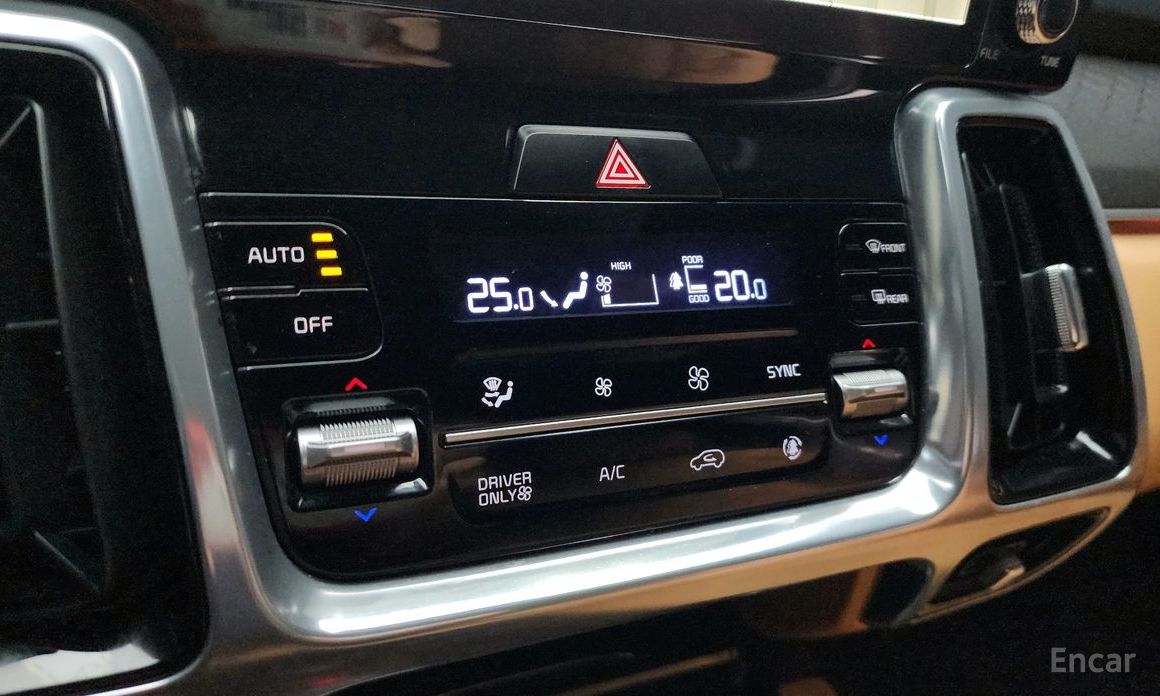 FILE
TUNE
AUTO
OFF
25.0
HIGH
POOR
GOOD
20.0
FRONT
REAR
SYNC
DRIVER
ONLY
A/C
Encar